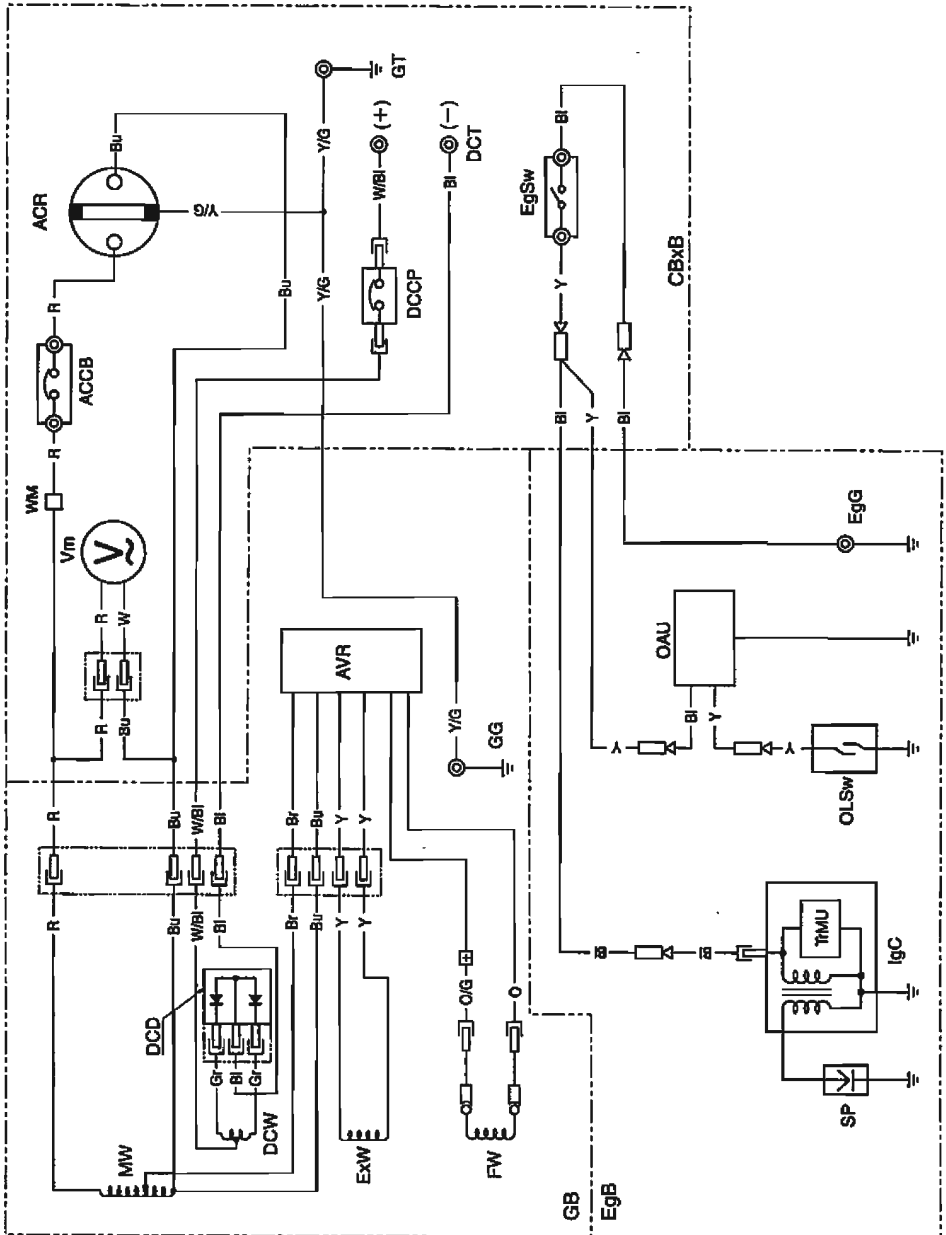 GT
Y/G
Bu
ACR
Y/G
(+)
W/Bl
(−)
DCT
Bl
DCCP
Y/G
Bu
R
ACCB
R
WM
Vm
V
R
W
R
Bu
EgSw
Bl
Y
CBxB
Bl
Y
Bl
EgG
OAU
Bl
Y
Y
Y
OLSw
AVR
Y/G
GG
R
Bu
W/Bl
Bl
Br
Bu
Y
Y
R
Bu
W/Bl
Bl
Br
Bu
Y
Y
O/G
O
DCD
Gr
Bl
Gr
DCW
MW
ExW
FW
GB
EgB
Bl
Bl
TrMU
IgC
SP